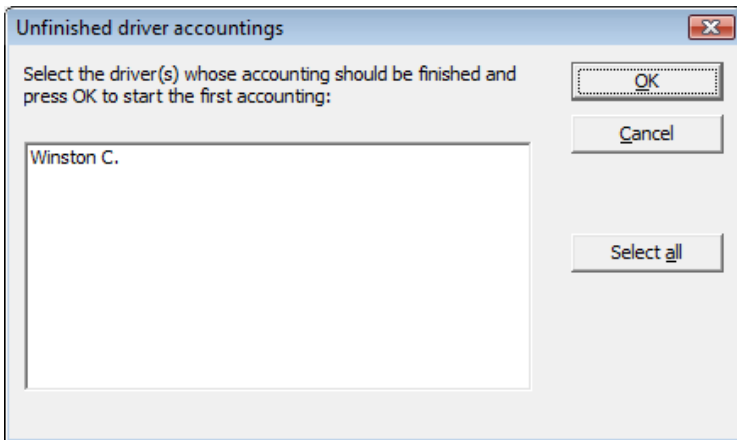 Unfinished driver accountings
Select the driver(s) whose accounting should be finished and
press OK to start the first accounting:
OK
Cancel
Winston C.
Select all